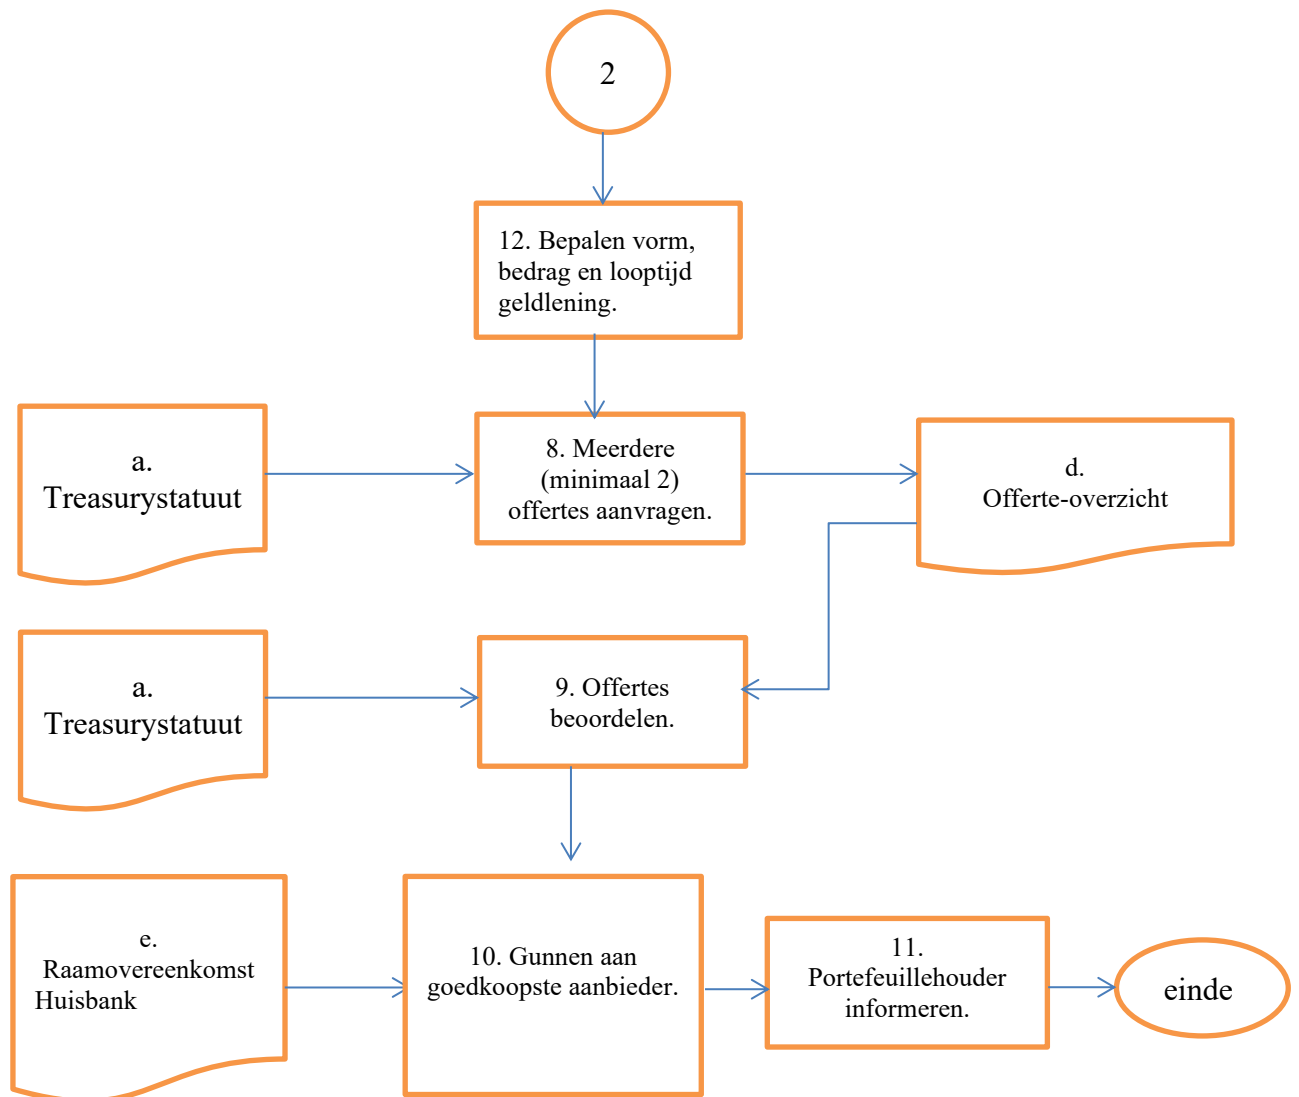 2
12. Bepalen vorm,
bedrag en looptijd
geldlening.
a.
Treasurystatuut
8. Meerdere
(minimaal 2)
offertes aanvragen.
d.
Offerte-overzicht
a.
Treasurystatuut
9. Offertes
beoordelen.
e.
Raamovereenkomst
Huisbank
10. Gunnen aan
goedkoopste aanbieder.
11.
Portefeuillehouder
informeren.
einde